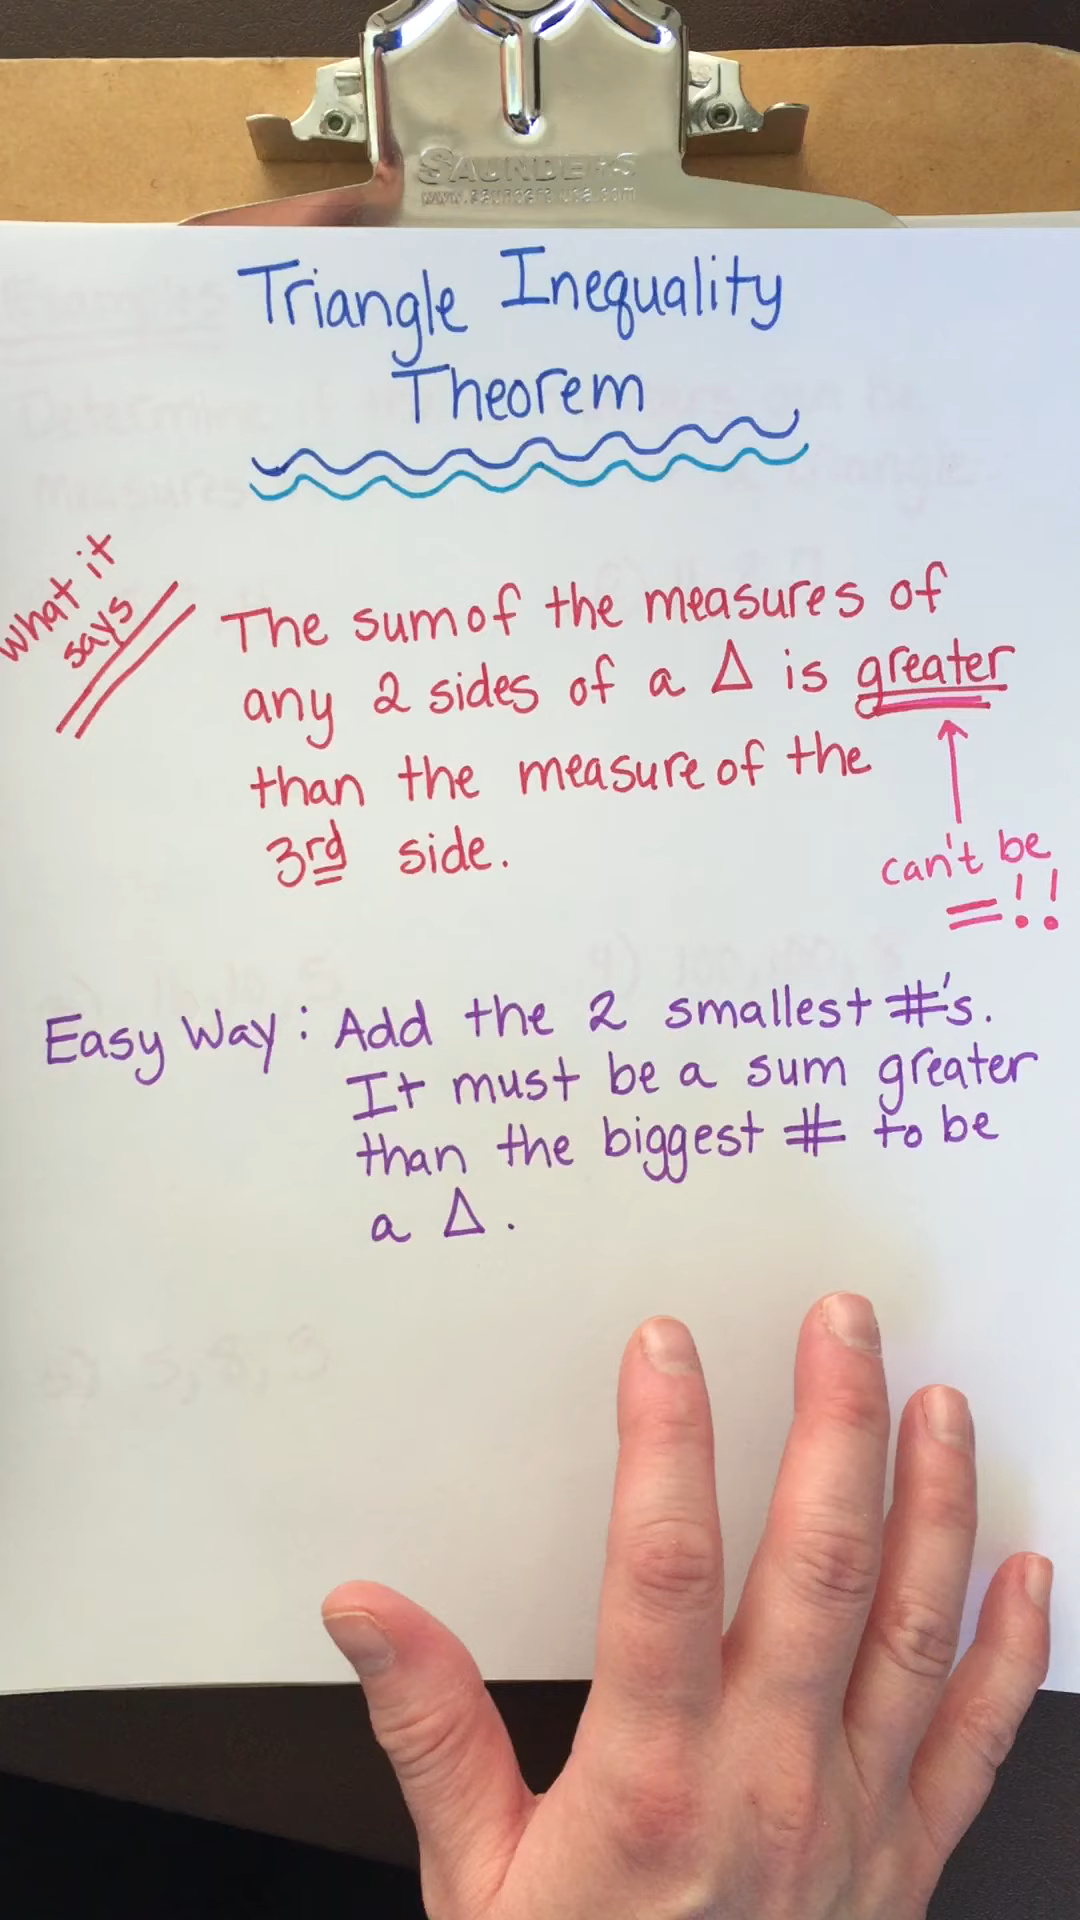 SAUNDERS
Triangle Inequality
Theorem
What it
says
The sum of the measures of
any 2 sides of a Δ is greater
than the measure of the
3rd side.
can't be
=!!
Easy Way: Add the 2 smallest #'s.
It must be a sum greater
than the biggest # to be
a Δ.